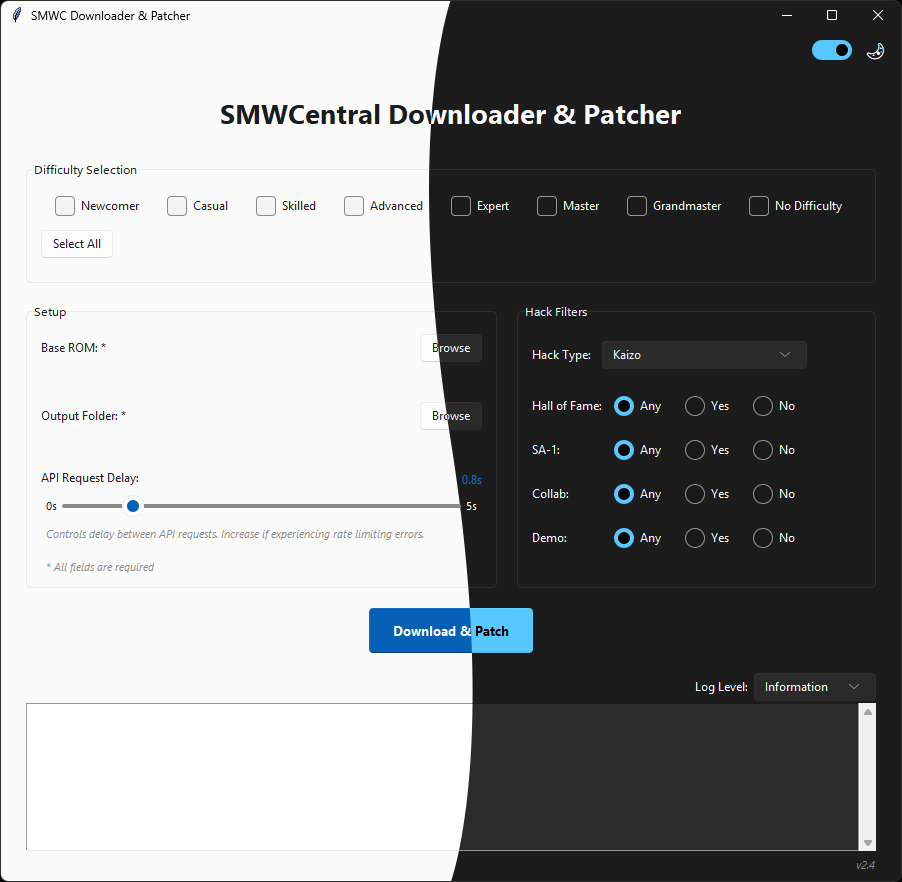 SMWC Downloader & Patcher
SMWCentral Downloader & Patcher
Difficulty Selection
Newcomer Casual Skilled Advanced Expert Master Grandmaster No Difficulty
Select All
Setup
Base ROM: * Browse
Output Folder: * Browse
API Request Delay: 0.8s
0s 5s
Controls delay between API requests. Increase if experiencing rate limiting errors.
* All fields are required
Hack Filters
Hack Type: Kaizo
Hall of Fame: Any Yes No
SA-1: Any Yes No
Collab: Any Yes No
Demo: Any Yes No
Download & Patch
Log Level: Information
v2.4